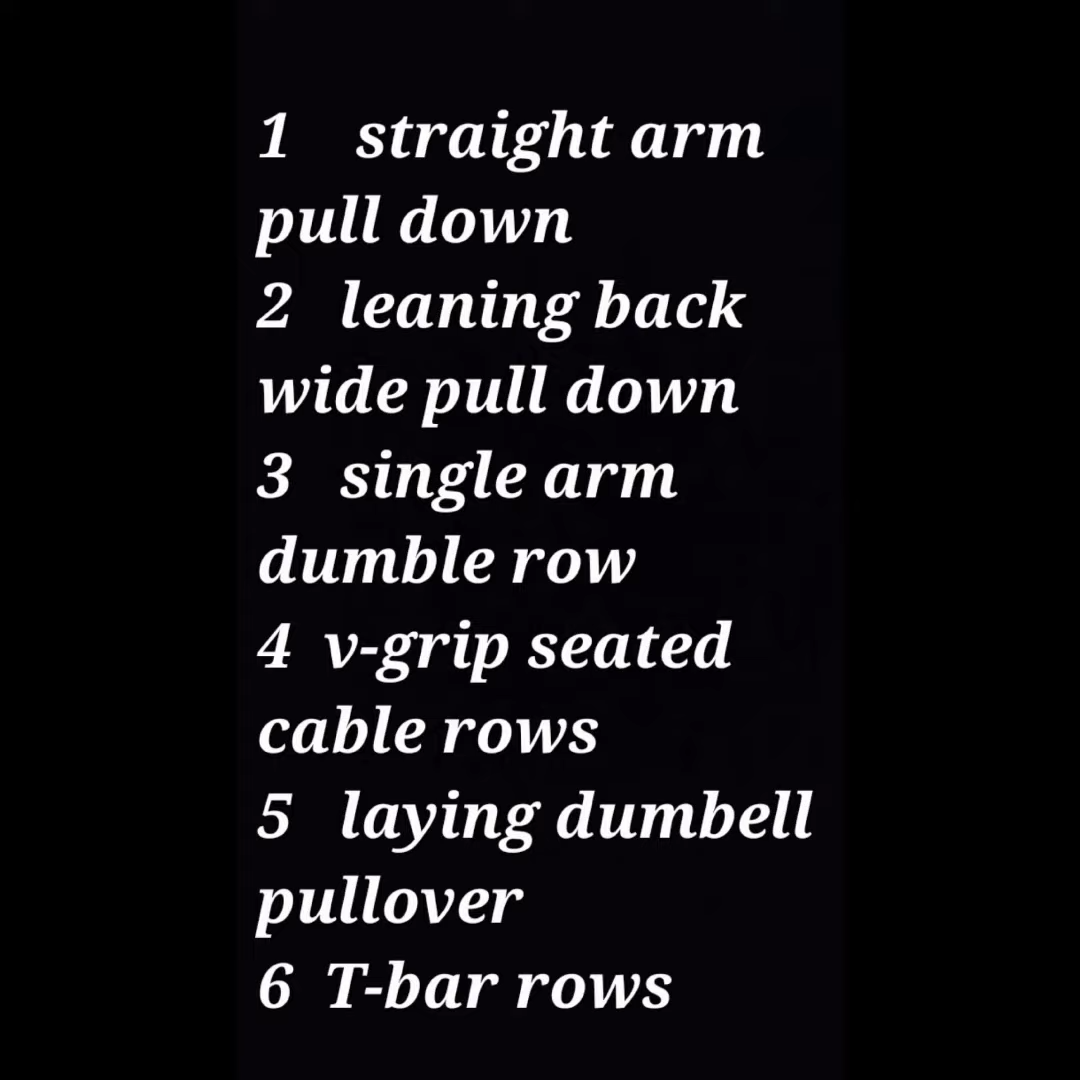 1 straight arm
pull down
2 leaning back
wide pull down
3 single arm
dumble row
4 v-grip seated
cable rows
5 laying dumbell
pullover
6 T-bar rows